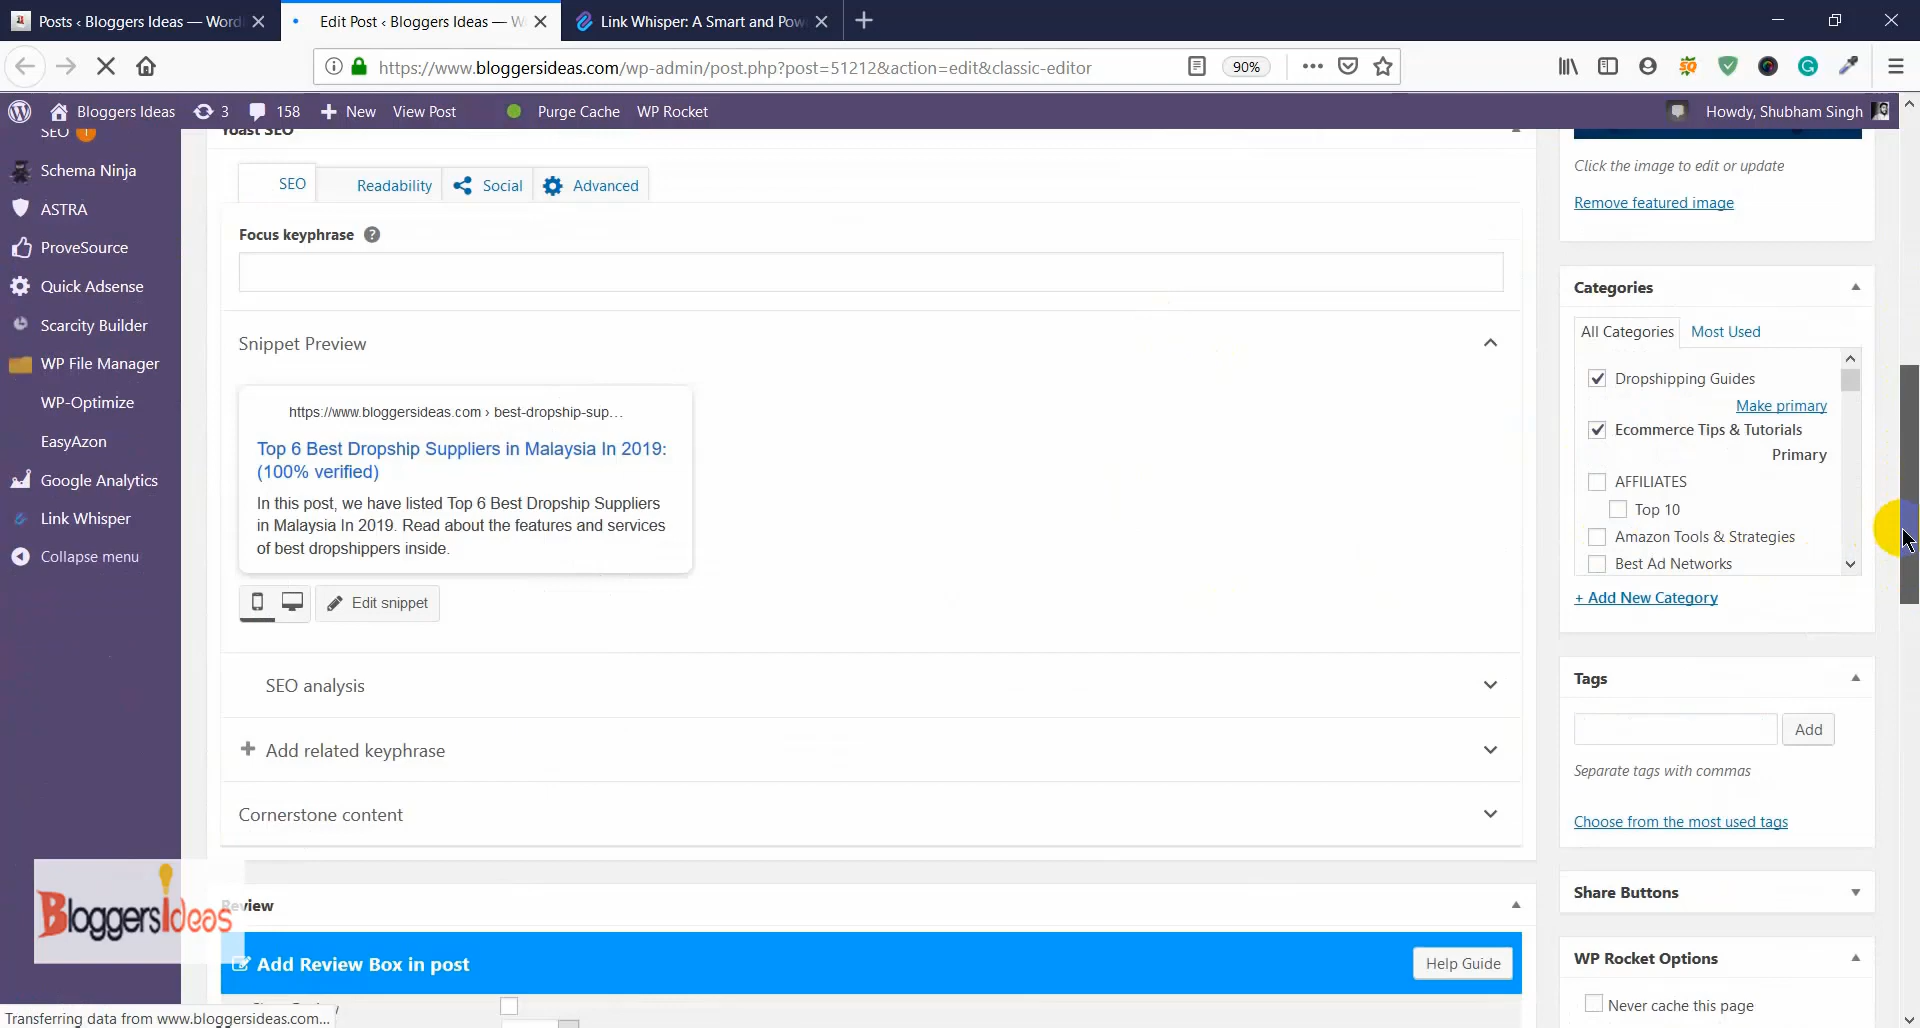 Posts ‹ Bloggers Ideas — Word
Edit Post ‹ Bloggers Ideas — W
Link Whisper: A Smart and Pow
https://www.bloggersideas.com/wp-admin/post.php?post=51212&action=edit&classic-editor
90%
Bloggers Ideas
3
158
New
View Post
Purge Cache
WP Rocket
Howdy, Shubham Singh
SEO 1
Schema Ninja
ASTRA
ProveSource
Quick Adsense
Scarcity Builder
WP File Manager
WP-Optimize
EasyAzon
Google Analytics
Link Whisper
Collapse menu
Yoast SEO
SEO
Readability
Social
Advanced
Focus keyphrase
Snippet Preview
https://www.bloggersideas.com › best-dropship-sup...
Top 6 Best Dropship Suppliers in Malaysia In 2019:
(100% verified)
In this post, we have listed Top 6 Best Dropship Suppliers
in Malaysia In 2019. Read about the features and services
of best dropshippers inside.
Edit snippet
SEO analysis
Add related keyphrase
Cornerstone content
Review
Add Review Box in post
Help Guide
Click the image to edit or update
Remove featured image
Categories
All Categories
Most Used
Dropshipping Guides
Make primary
Ecommerce Tips & Tutorials
Primary
AFFILIATES
Top 10
Amazon Tools & Strategies
Best Ad Networks
+ Add New Category
Tags
Add
Separate tags with commas
Choose from the most used tags
Share Buttons
WP Rocket Options
Never cache this page
BloggersIdeas
Transferring data from www.bloggersideas.com...